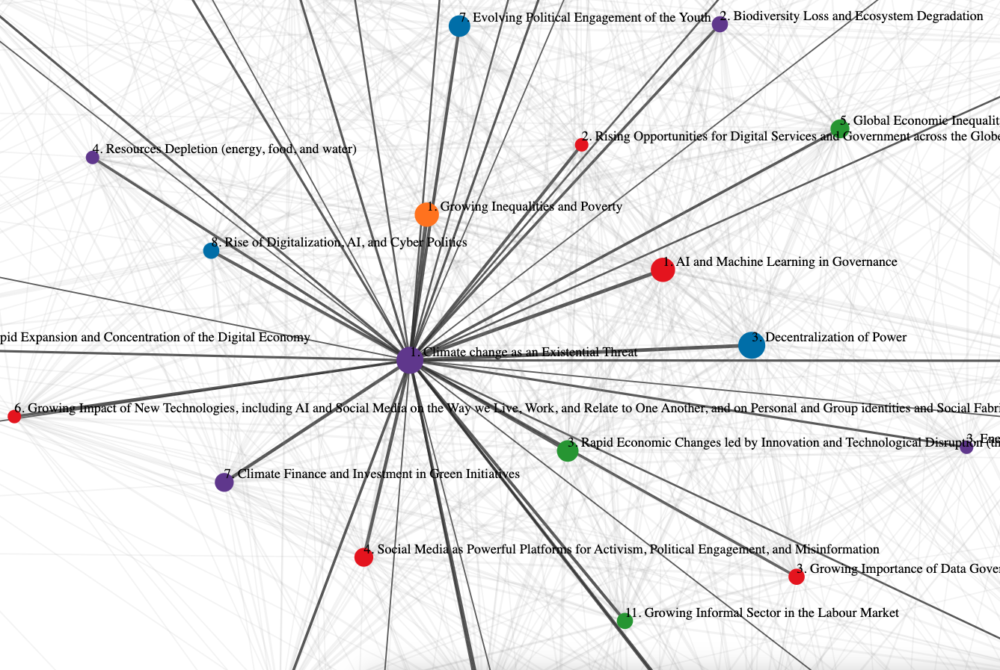 7. Evolving Political Engagement of the Youth
2. Biodiversity Loss and Ecosystem Degradation
5. Global Economic Inequalit
2. Rising Opportunities for Digital Services and Government across the Globe
4. Resources Depletion (energy, food, and water)
1. Growing Inequalities and Poverty
8. Rise of Digitalization, AI, and Cyber Politics
1. AI and Machine Learning in Governance
pid Expansion and Concentration of the Digital Economy
3. Decentralization of Power
1. Climate change as an Existential Threat
6. Growing Impact of New Technologies, including AI and Social Media on the Way we Live, Work, and Relate to One Another, and on Personal and Group identities and Social Fabri
3. Ene
3. Rapid Economic Changes led by Innovation and Technological Disruption (th
7. Climate Finance and Investment in Green Initiatives
4. Social Media as Powerful Platforms for Activism, Political Engagement, and Misinformation
3. Growing Importance of Data Gover
11. Growing Informal Sector in the Labour Market